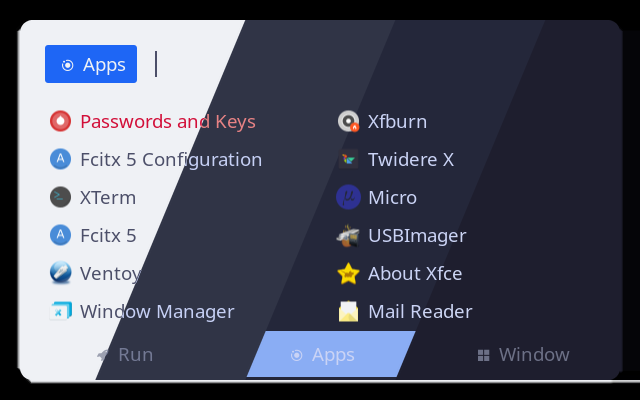 Apps
Passwords and Keys
Fcitx 5 Configuration
XTerm
Fcitx 5
Ventoy
Window Manager
Xfburn
Twidere X
Micro
USBImager
About Xfce
Mail Reader
Run
Apps
Window